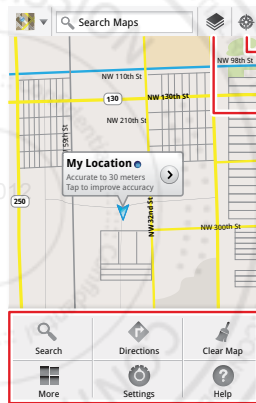 Search Maps
NW 98th St
NW 110th St
130
NW 130th St
NW 210th St
N 59th St
My Location
Accurate to 30 meters
Tap to improve accuracy
250
NW 32nd St
NW 300th St
Search
Directions
Clear Map
More
Settings
Help